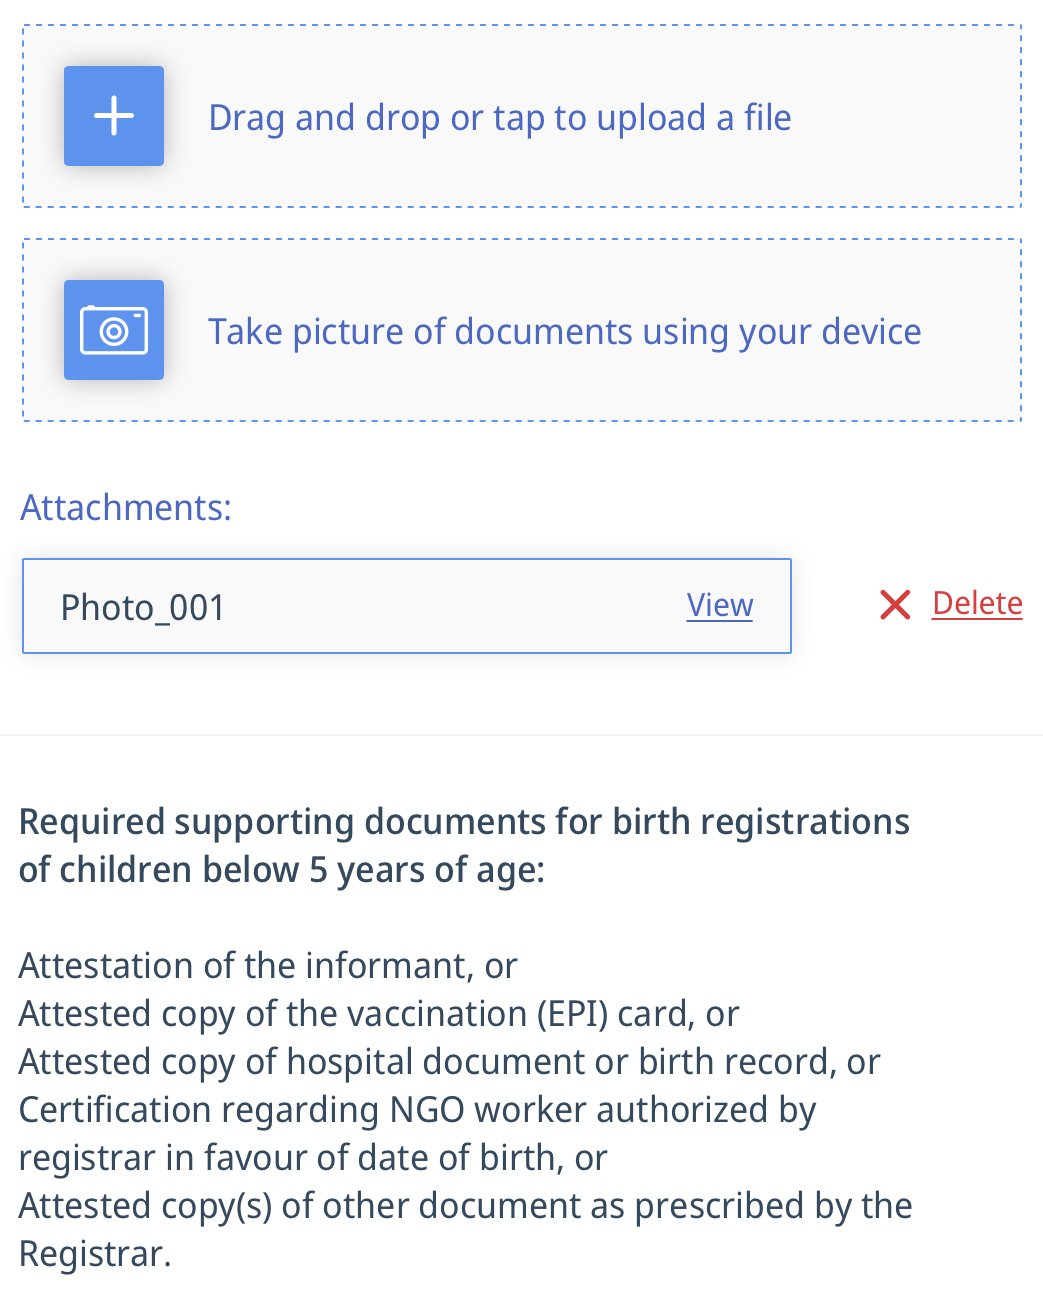 Drag and drop or tap to upload a file
Take picture of documents using your device
Attachments:
Photo_001 View
Delete
Required supporting documents for birth registrations
of children below 5 years of age:
Attestation of the informant, or
Attested copy of the vaccination (EPI) card, or
Attested copy of hospital document or birth record, or
Certification regarding NGO worker authorized by
registrar in favour of date of birth, or
Attested copy(s) of other document as prescribed by the
Registrar.